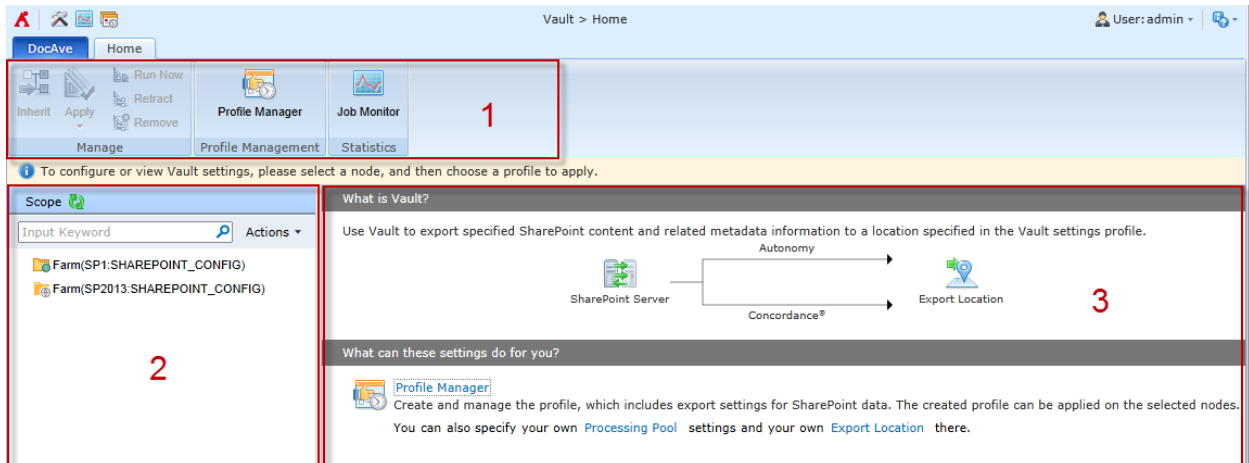 Vault > Home
User: admin
DocAve
Home
Inherit
Apply
Run Now
Retract
Remove
Manage
Profile Manager
Profile Management
Job Monitor
Statistics
1
To configure or view Vault settings, please select a node, and then choose a profile to apply.
Scope
Input Keyword
Actions
Farm(SP1:SHAREPOINT_CONFIG)
Farm(SP2013:SHAREPOINT_CONFIG)
2
What is Vault?
Use Vault to export specified SharePoint content and related metadata information to a location specified in the Vault settings profile.
Autonomy
SharePoint Server
Export Location
Concordance®
3
What can these settings do for you?
Profile Manager
Create and manage the profile, which includes export settings for SharePoint data. The created profile can be applied on the selected nodes.
You can also specify your own Processing Pool settings and your own Export Location there.